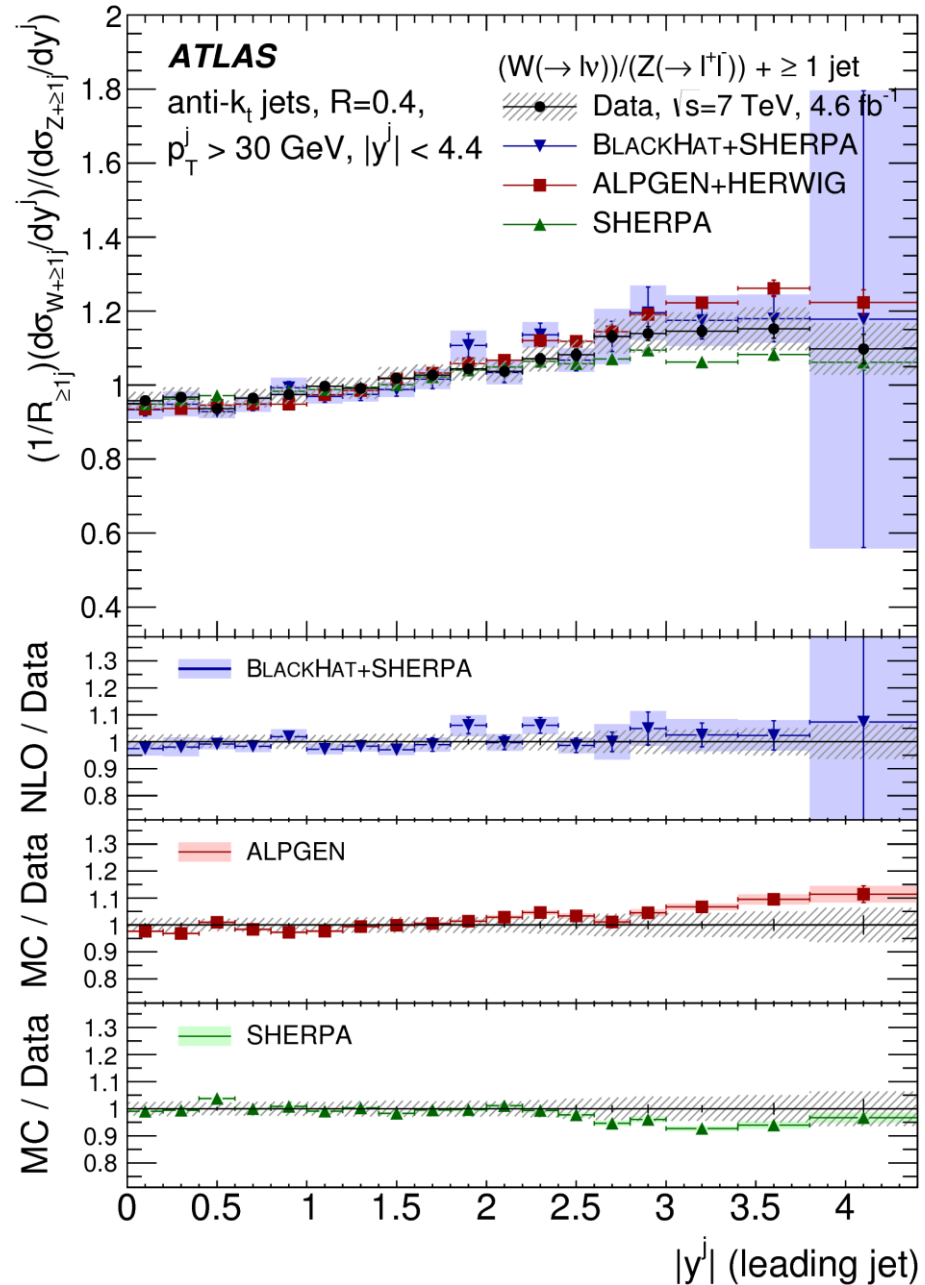 ATLAS
anti-k_t jets, R=0.4,
p_T^j > 30 GeV, |y^j| < 4.4
(W(→ lν))/(Z(→ l⁺l⁻)) + ≥ 1 jet
Data, √s=7 TeV, 4.6 fb⁻¹
BLACKHAT+SHERPA
ALPGEN+HERWIG
SHERPA
(1/R_≥1j)(dσ_W+≥1j/dy^j)/(dσ_Z+≥1j/dy^j)
2
1.8
1.6
1.4
1.2
1
0.8
0.6
0.4
NLO / Data
BLACKHAT+SHERPA
1.3
1.2
1.1
1
0.9
0.8
MC / Data
ALPGEN
1.3
1.2
1.1
1
0.9
0.8
MC / Data
SHERPA
1.3
1.2
1.1
1
0.9
0.8
0 0.5 1 1.5 2 2.5 3 3.5 4
|y^j| (leading jet)